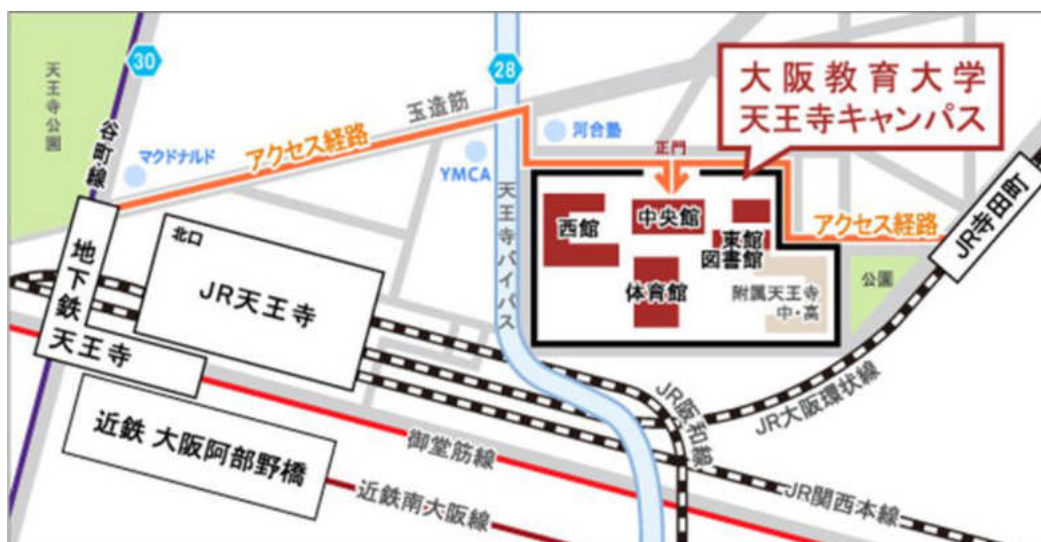 天王寺公園
30
谷町線
マクドナルド
アクセス経路
玉造筋
28
YMCA
河合塾
大阪教育大学
天王寺キャンパス
正門
西館
中央館
東館
図書館
体育館
附属天王寺
中・高
公園
アクセス経路
JR寺田町
天王寺バイパス
北口
JR天王寺
地下鉄
天王寺
近鉄 大阪阿部野橋
御堂筋線
近鉄南大阪線
JR阪和線
JR大阪環状線
JR関西本線